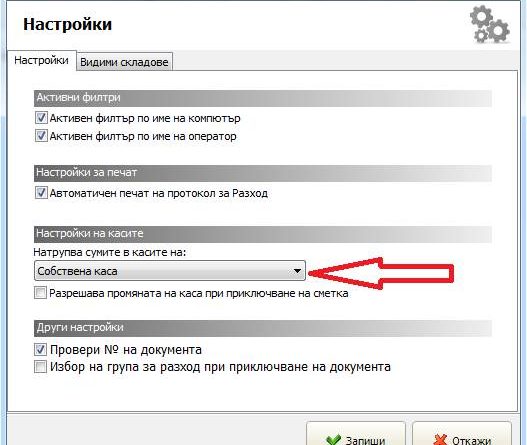 Настройки
Настройки Видими складове
Активни филтри
Активен филтър по име на компютър
Активен филтър по име на оператор
Настройки за печат
Автоматичен печат на протокол за Разход
Настройки на касите
Натрупва сумите в касите на:
Собствена каса
Разрешава промяната на каса при приключване на сметка
Други настройки
Провери № на документа
Избор на група за разход при приключване на документа
Запиши Откажи